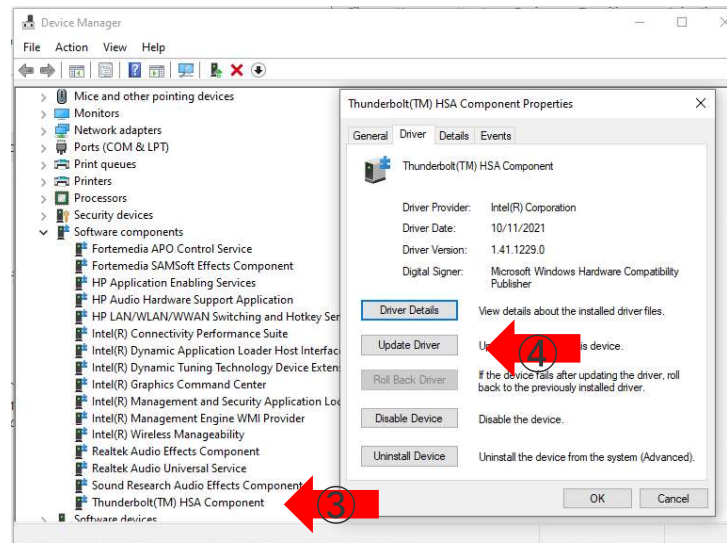 Device Manager
File Action View Help
Mice and other pointing devices
Monitors
Network adapters
Ports (COM & LPT)
Print queues
Printers
Processors
Security devices
Software components
Fortemedia APO Control Service
Fortemedia SAMSoft Effects Component
HP Application Enabling Services
HP Audio Hardware Support Application
HP LAN/WLAN/WWAN Switching and Hotkey Ser
Intel(R) Connectivity Performance Suite
Intel(R) Dynamic Application Loader Host Interfac
Intel(R) Dynamic Tuning Technology Device Exten
Intel(R) Graphics Command Center
Intel(R) Management and Security Application Loc
Intel(R) Management Engine WMI Provider
Intel(R) Wireless Manageability
Realtek Audio Effects Component
Realtek Audio Universal Service
Sound Research Audio Effects Component
Thunderbolt(TM) HSA Component
③
Software devices
Thunderbolt(TM) HSA Component Properties
General Driver Details Events
Thunderbolt(TM) HSA Component
Driver Provider: Intel(R) Corporation
Driver Date: 10/11/2021
Driver Version: 1.41.1229.0
Digital Signer: Microsoft Windows Hardware Compatibility
Publisher
Driver Details View details about the installed driver files.
Update Driver ④ is device.
Roll Back Driver If the device fails after updating the driver, roll
back to the previously installed driver.
Disable Device Disable the device.
Uninstall Device Uninstall the device from the system (Advanced).
OK Cancel